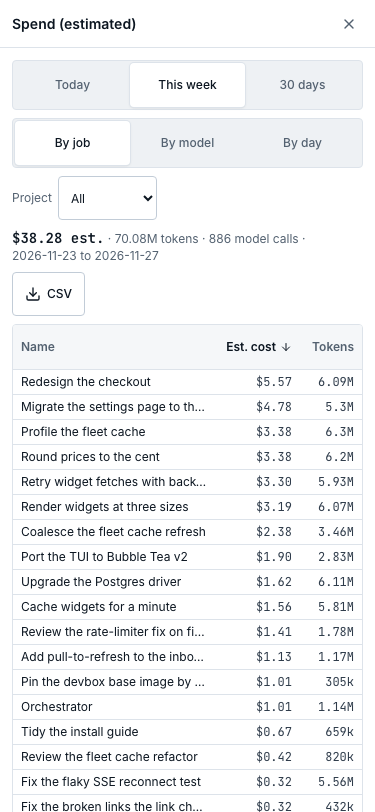 Spend (estimated)
Today This week 30 days
By job By model By day
Project All
$38.28 est. · 70.08M tokens · 886 model calls ·
2026-11-23 to 2026-11-27
CSV
Name Est. cost ↓ Tokens
Redesign the checkout $5.57 6.09M
Migrate the settings page to th... $4.78 5.3M
Profile the fleet cache $3.38 6.3M
Round prices to the cent $3.38 6.2M
Retry widget fetches with back... $3.30 5.93M
Render widgets at three sizes $3.19 6.07M
Coalesce the fleet cache refresh $2.38 3.46M
Port the TUI to Bubble Tea v2 $1.90 2.83M
Upgrade the Postgres driver $1.62 6.11M
Cache widgets for a minute $1.56 5.81M
Review the rate-limiter fix on fi... $1.41 1.78M
Add pull-to-refresh to the inbo... $1.13 1.17M
Pin the devbox base image by ... $1.01 305k
Orchestrator $1.01 1.14M
Tidy the install guide $0.67 659k
Review the fleet cache refactor $0.42 820k
Fix the flaky SSE reconnect test $0.32 5.56M
Fix the broken links the link ch... $0.32 432k